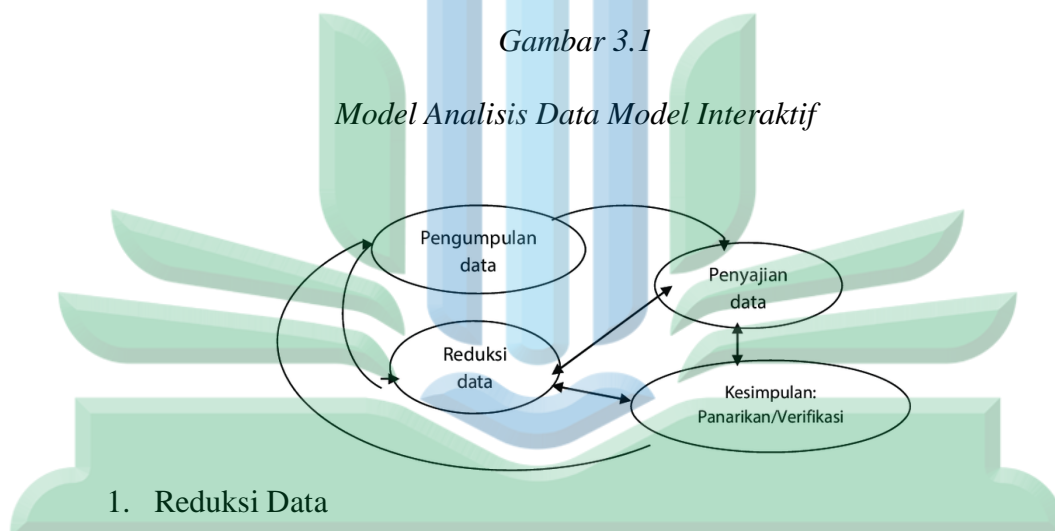 Gambar 3.1
Model Analisis Data Model Interaktif
Pengumpulan
data
Penyajian
data
Reduksi
data
Kesimpulan:
Panarikan/Verifikasi
1. Reduksi Data